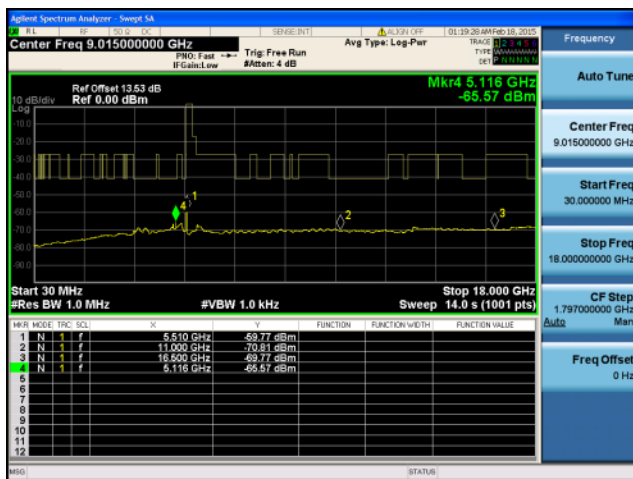 Agilent Spectrum Analyzer - Swept SA
RL RF 50 Ω DC SENSE:INT ALIGN OFF 01:19:28 AM Feb 18, 2015
Center Freq 9.015000000 GHz
PNO: Fast
IFGain:Low
Trig: Free Run
#Atten: 4 dB
Avg Type: Log-Pwr
TRACE 1 2 3 4 5 6
TYPE
DET P N N N N N
Ref Offset 13.53 dB
10 dB/div Ref 0.00 dBm
Log
Mkr4 5.116 GHz
-65.57 dBm
-10.0
-20.0
-30.0
-40.0
-50.0
-60.0
-70.0
-80.0
-90.0
4
1
2
3
Start 30 MHz Stop 18.000 GHz
#Res BW 1.0 MHz #VBW 1.0 kHz Sweep 14.0 s (1001 pts)
MKR MODE TRC SCL X Y FUNCTION FUNCTION WIDTH FUNCTION VALUE
1 N 1 f 5.510 GHz -59.77 dBm
2 N 1 f 11.000 GHz -70.81 dBm
3 N 1 f 16.500 GHz -69.77 dBm
4 N 1 f 5.116 GHz -65.57 dBm
5
6
7
8
9
10
11
12
MSG STATUS
Frequency
Auto Tune
Center Freq
9.015000000 GHz
Start Freq
30.000000 MHz
Stop Freq
18.000000000 GHz
CF Step
1.797000000 GHz
Auto Man
Freq Offset
0 Hz